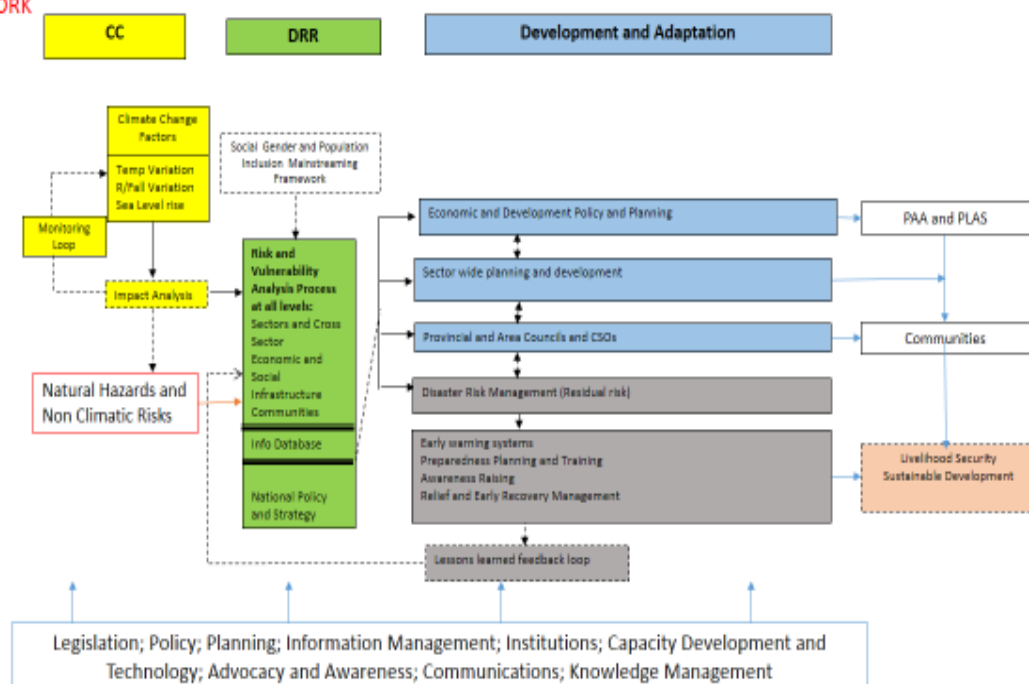 ORK
CC
DRR
Development and Adaptation
Climate Change
Factors
Temp Variation
R/Fall Variation
Sea Level rise
Monitoring
Loop
Impact Analysis
Natural Hazards and
Non Climatic Risks
Social Gender and Population
Inclusion Mainstreaming
Framework
Risk and
Vulnerability
Analysis Process
at all levels:
Sectors and Cross
Sector
Economic and
Social
Infrastructure
Communities
Info Database
National Policy
and Strategy
Economic and Development Policy and Planning
Sector wide planning and development
Provincial and Area Councils and CSOs
Disaster Risk Management (Residual risk)
Early warning systems
Preparedness Planning and Training
Awareness Raising
Relief and Early Recovery Management
Lessons learned feedback loop
PAA and PLAS
Communities
Livelihood Security
Sustainable Development
Legislation; Policy; Planning; Information Management; Institutions; Capacity Development and
Technology; Advocacy and Awareness; Communications; Knowledge Management